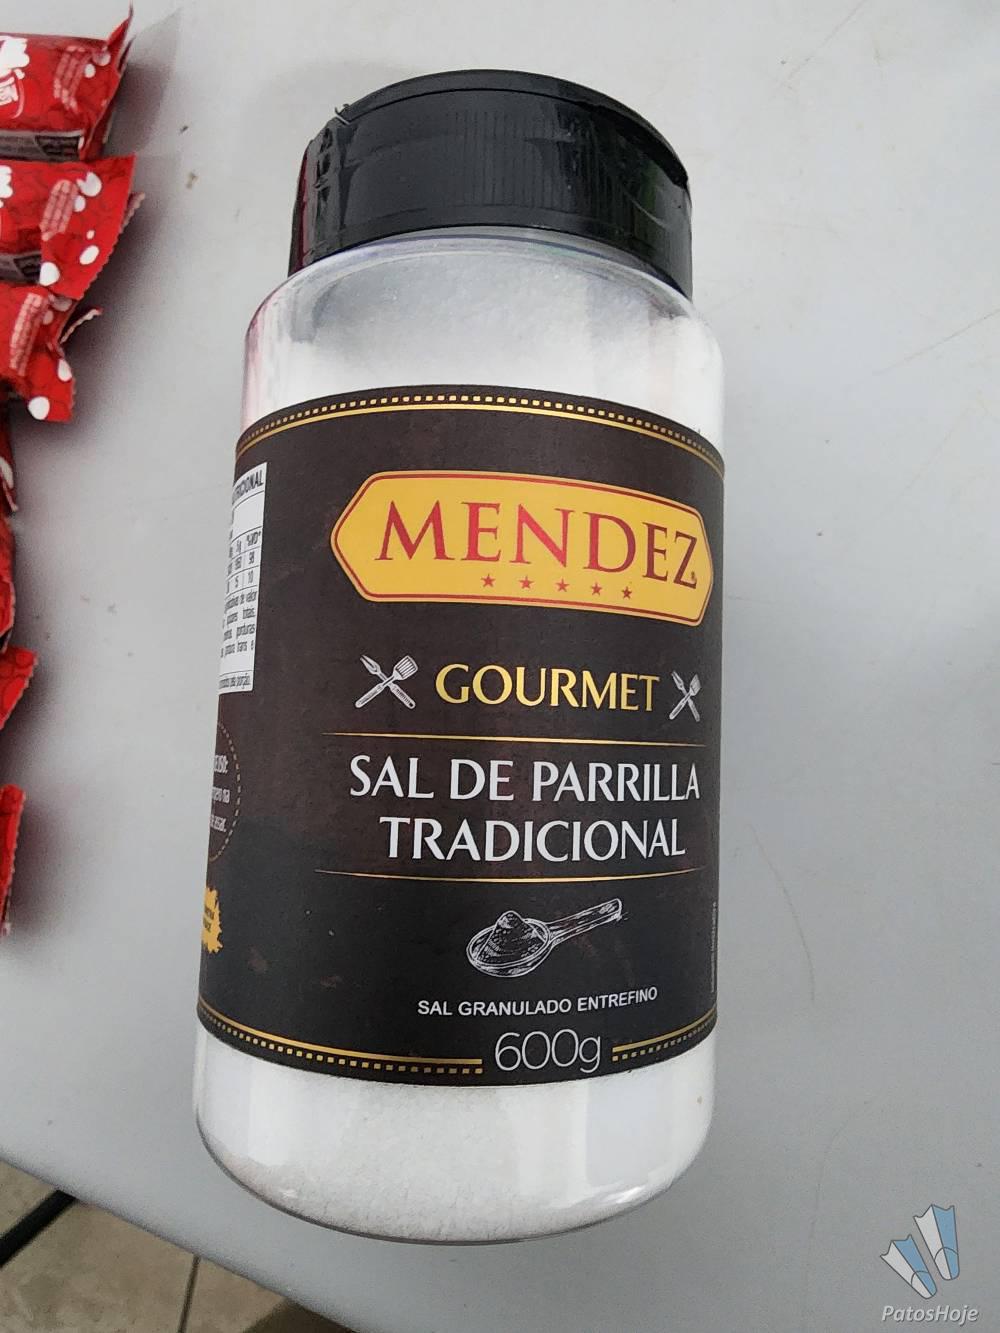 MENDEZ
GOURMET
SAL DE PARRILLA
TRADICIONAL
SAL GRANULADO ENTREFINO
600g
PatosHoje